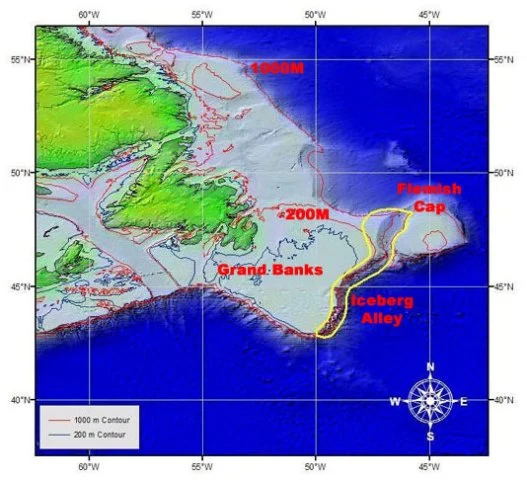 60°W 55°W 50°W 45°W
55°N 55°N
1000M
50°N 50°N
Flemish
Cap
200M
Grand Banks
45°N 45°N
Iceberg
Alley
N
W E
S
40°N 40°N
1000 m Contour
200 m Contour
60°W 55°W 50°W 45°W